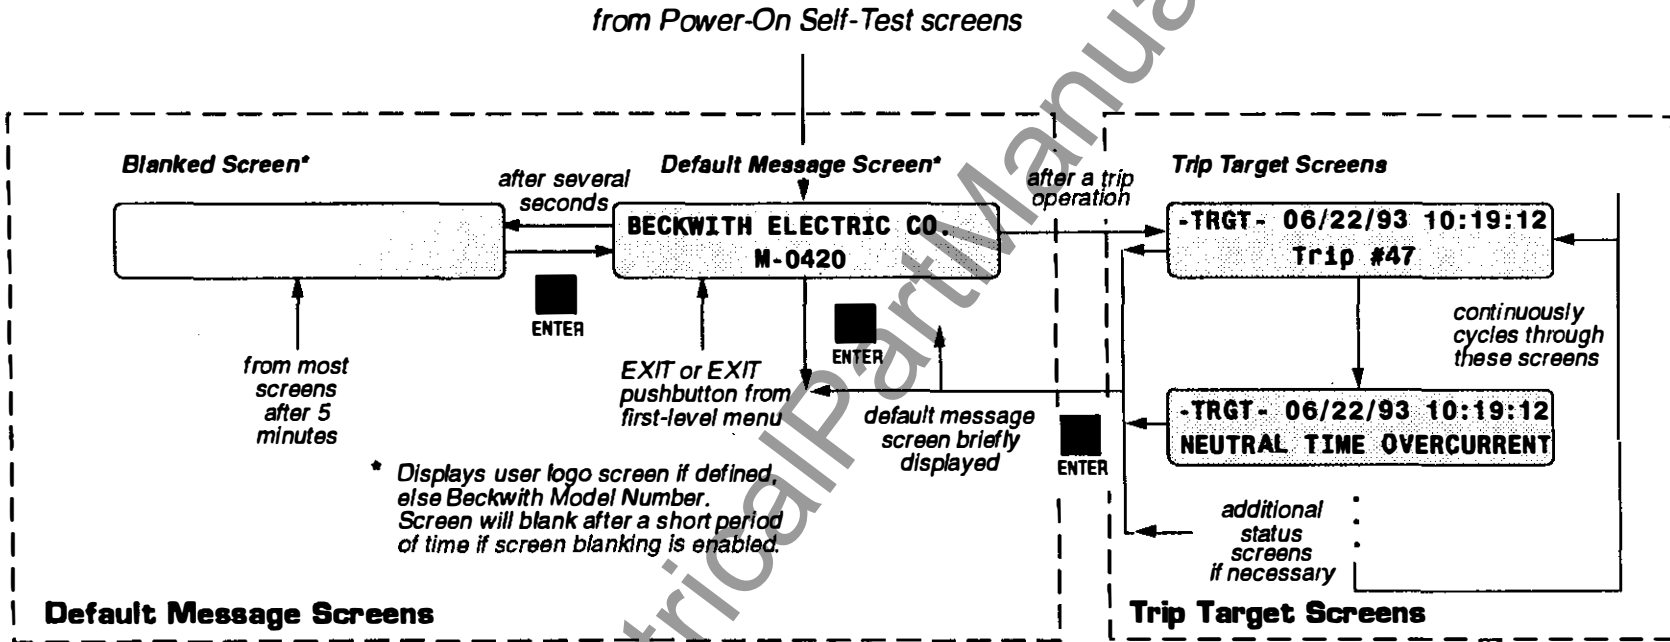 from Power-On Self-Test screens
Blanked Screen*
after several
seconds
Default Message Screen*
after a trip
operation
Trip Target Screens
BECKWITH ELECTRIC CO.
M-0420
-TRGT- 06/22/93 10:19:12
Trip #47
ENTER
ENTER
continuously
cycles through
these screens
from most
screens
after 5
minutes
EXIT or EXIT
pushbutton from
first-level menu
default message
screen briefly
displayed
ENTER
-TRGT- 06/22/93 10:19:12
NEUTRAL TIME OVERCURRENT
* Displays user logo screen if defined,
else Beckwith Model Number.
Screen will blank after a short period
of time if screen blanking is enabled.
additional
status
screens
if necessary
Default Message Screens
Trip Target Screens
tricalPartManua